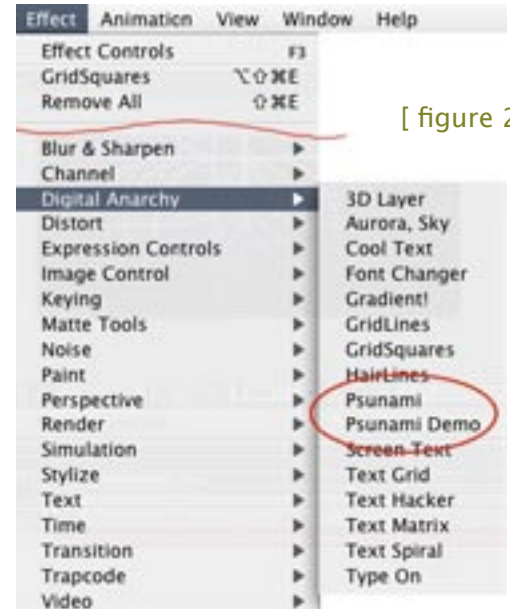 Effect Animation View Window Help
Effect Controls F3
GridSquares ⌥⇧⌘E
Remove All ⇧⌘E
[ figure 2
Blur & Sharpen ▶
Channel ▶
Digital Anarchy ▶
Distort ▶
Expression Controls ▶
Image Control ▶
Keying ▶
Matte Tools ▶
Noise ▶
Paint ▶
Perspective ▶
Render ▶
Simulation ▶
Stylize ▶
Text ▶
Time ▶
Transition ▶
Trapcode ▶
Video ▶
3D Layer
Aurora, Sky
Cool Text
Font Changer
Gradient!
GridLines
GridSquares
HairLines
Psunami
Psunami Demo
Screen Text
Text Grid
Text Hacker
Text Matrix
Text Spiral
Type On